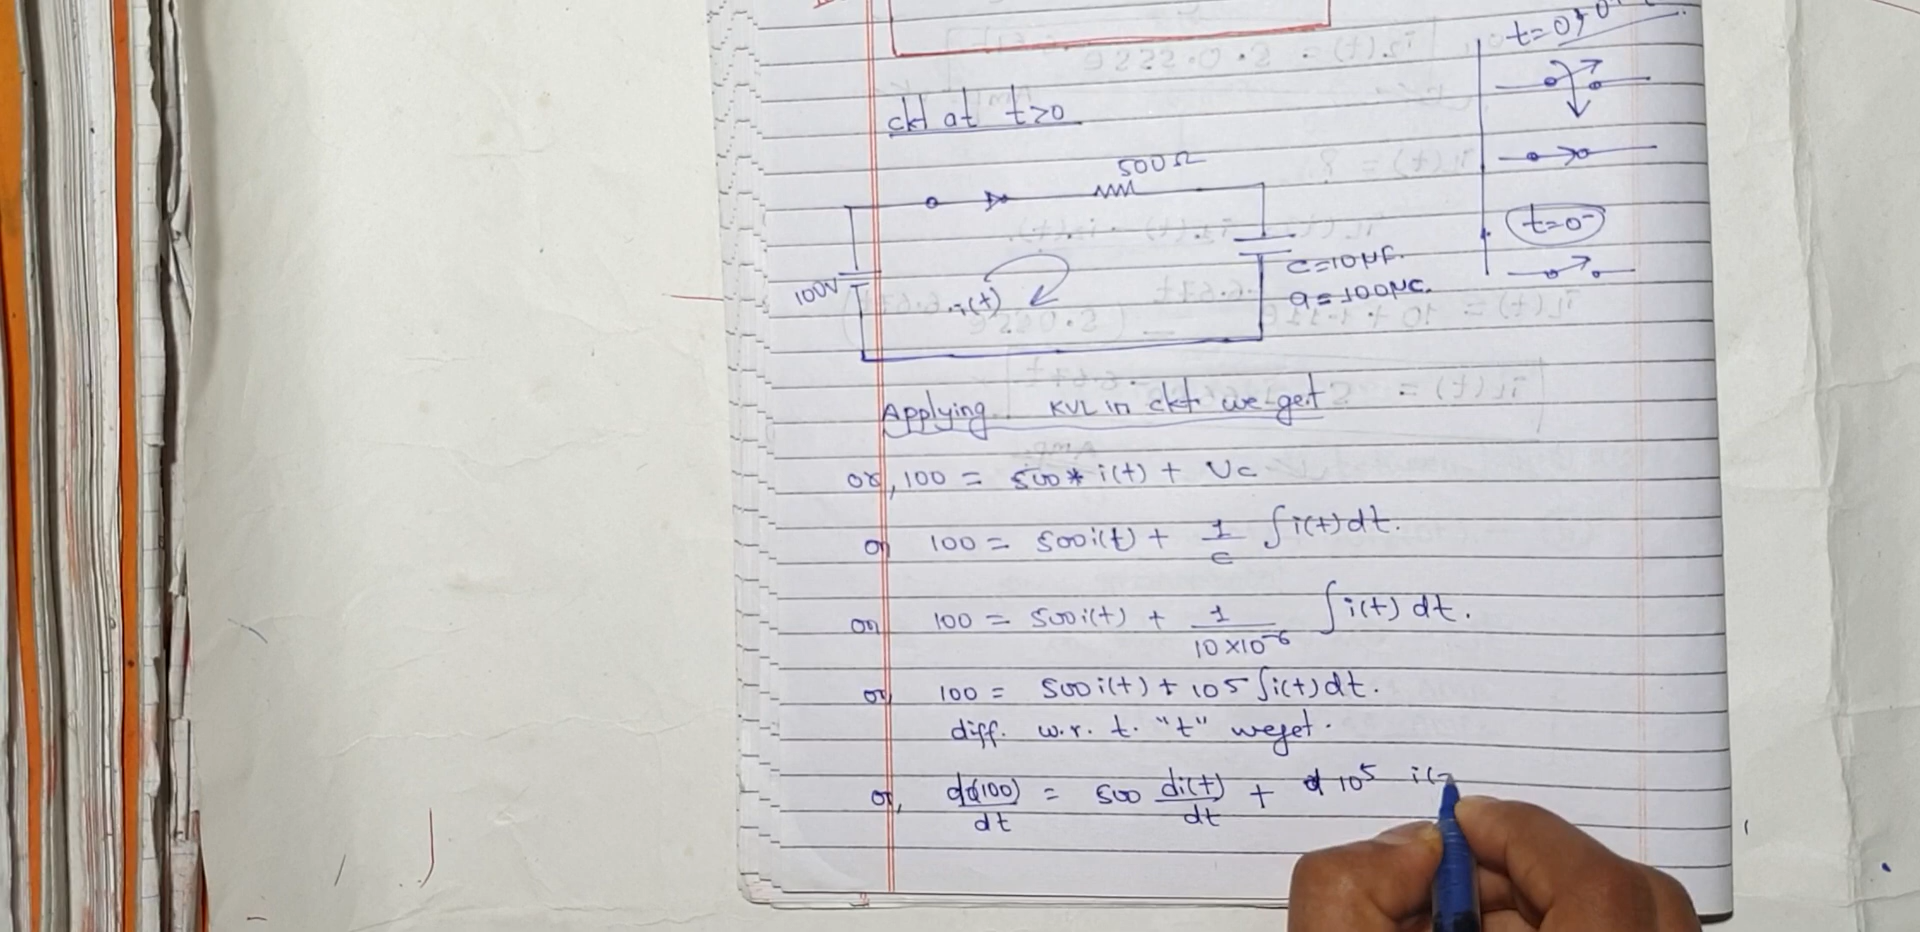 t=0
ckt at t>0
500Ω
100V
i(t)
C=10μF.
q=100μC.
t=0-
Applying KVL in ckt we get
or, 100 = 500* i(t) + Vc
or 100 = 500i(t) + 1/c ∫i(t)dt.
or 100 = 500i(t) + 1/10×10-6 ∫i(t) dt.
or, 100 = 500i(t) + 105 ∫i(t)dt.
diff. w.r. t. "t" weget.
or, d(100)/dt = 500 di(t)/dt + 10⁵ i(